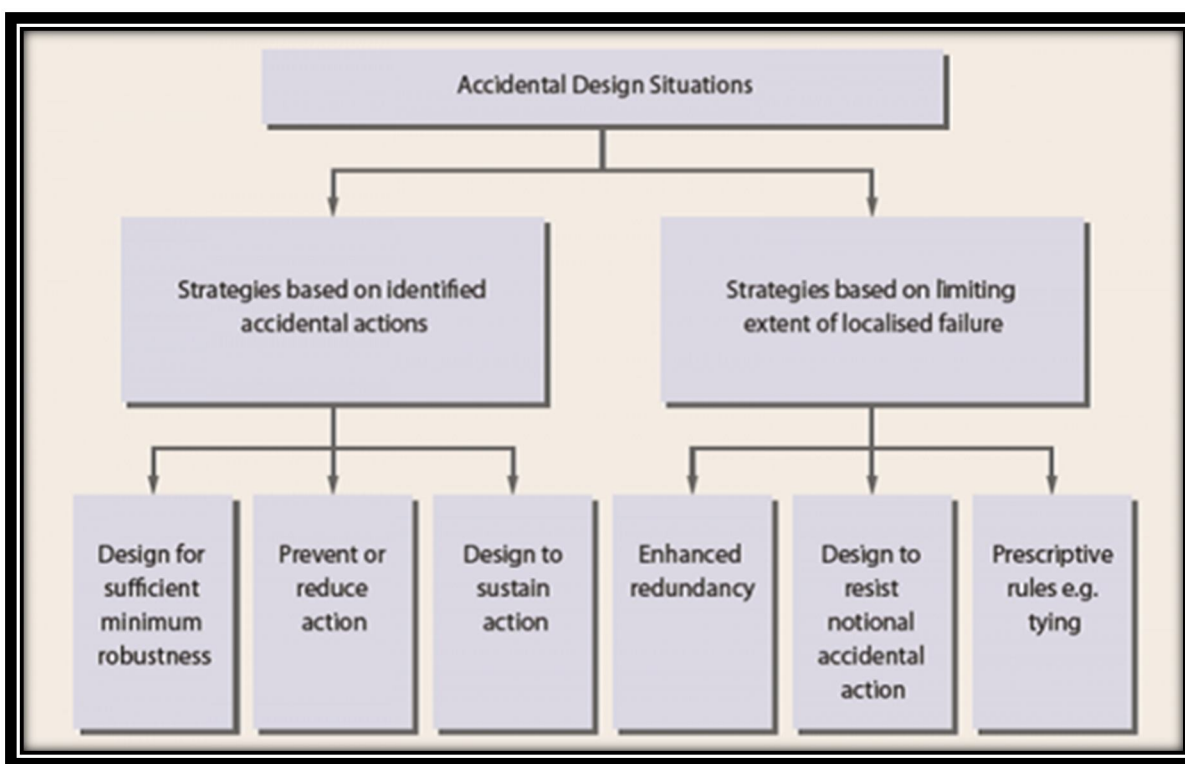 Accidental Design Situations
Strategies based on identified
accidental actions
Strategies based on limiting
extent of localised failure
Design for
sufficient
minimum
robustness
Prevent or
reduce
action
Design to
sustain
action
Enhanced
redundancy
Design to
resist
notional
accidental
action
Prescriptive
rules e.g.
tying